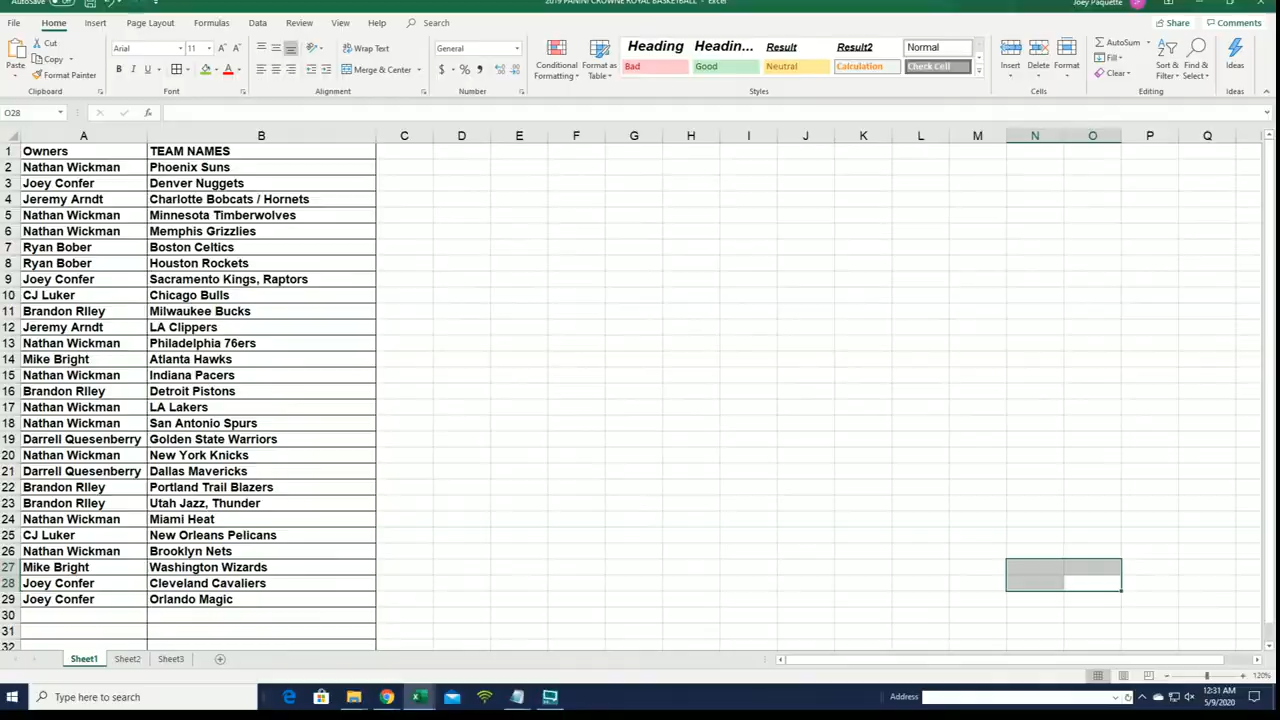 AutoSave
2019 PANINI CROWNE ROYAL BASKETBALL - Excel
Joey Paquette
File Home Insert Page Layout Formulas Data Review View Help Search Share Comments
Paste Cut Copy Format Painter
Arial 11 Wrap Text General
Merge & Center
Conditional Formatting Format as Table
Heading Headin... Result Result2 Normal
Bad Good Neutral Calculation Check Cell
Insert Delete Format
AutoSum Fill Clear
Sort & Filter Find & Select Ideas
Clipboard Font Alignment Number Styles Cells Editing Ideas
O28
A B C D E F G H I J K L M N O P Q
1 Owners TEAM NAMES
2 Nathan Wickman Phoenix Suns
3 Joey Confer Denver Nuggets
4 Jeremy Arndt Charlotte Bobcats / Hornets
5 Nathan Wickman Minnesota Timberwolves
6 Nathan Wickman Memphis Grizzlies
7 Ryan Bober Boston Celtics
8 Ryan Bober Houston Rockets
9 Joey Confer Sacramento Kings, Raptors
10 CJ Luker Chicago Bulls
11 Brandon RIley Milwaukee Bucks
12 Jeremy Arndt LA Clippers
13 Nathan Wickman Philadelphia 76ers
14 Mike Bright Atlanta Hawks
15 Nathan Wickman Indiana Pacers
16 Brandon RIley Detroit Pistons
17 Nathan Wickman LA Lakers
18 Nathan Wickman San Antonio Spurs
19 Darrell Quesenberry Golden State Warriors
20 Nathan Wickman New York Knicks
21 Darrell Quesenberry Dallas Mavericks
22 Brandon RIley Portland Trail Blazers
23 Brandon RIley Utah Jazz, Thunder
24 Nathan Wickman Miami Heat
25 CJ Luker New Orleans Pelicans
26 Nathan Wickman Brooklyn Nets
27 Mike Bright Washington Wizards
28 Joey Confer Cleveland Cavaliers
29 Joey Confer Orlando Magic
30
31
32
Sheet1 Sheet2 Sheet3
120%
Type here to search
Address
12:31 AM
5/9/2020